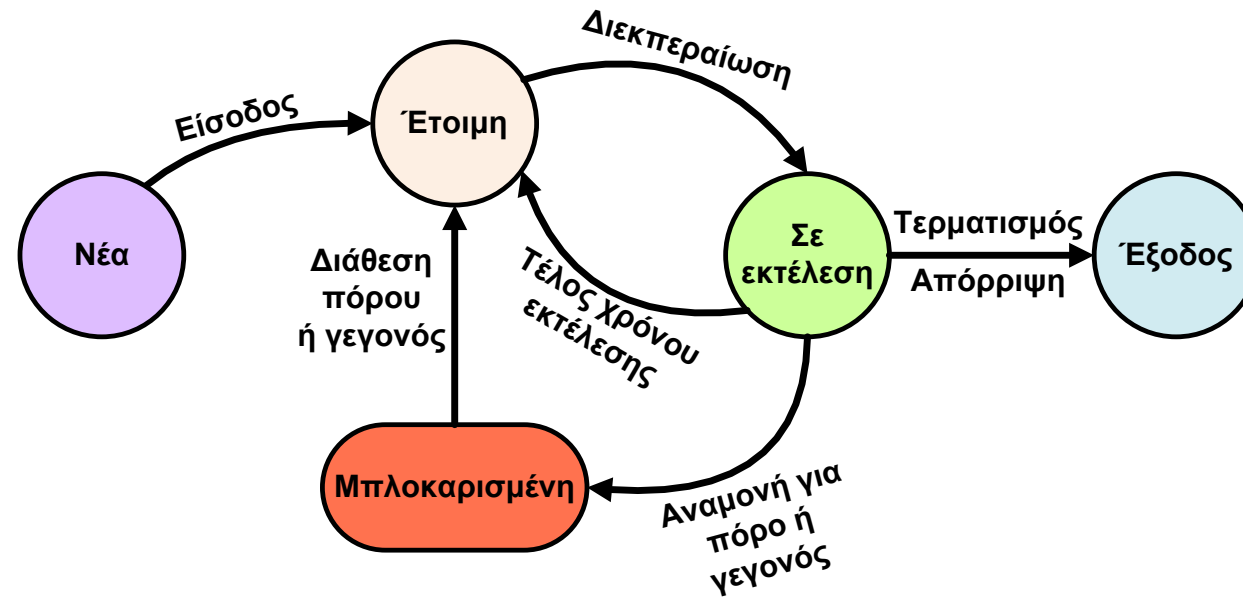 Διεκπεραίωση
Είσοδος
Έτοιμη
Νέα
Διάθεση
πόρου
ή γεγονός
Τέλος χρόνου
εκτέλεσης
Σε
εκτέλεση
Τερματισμός
Απόρριψη
Έξοδος
Μπλοκαρισμένη
Αναμονή για
πόρο ή
γεγονός